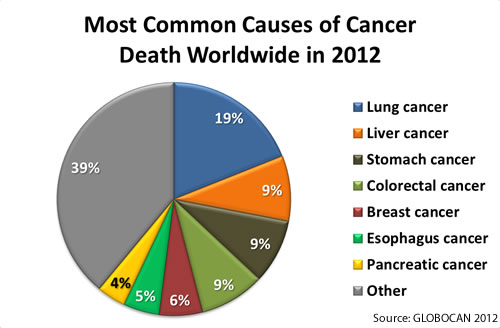 Most Common Causes of Cancer
Death Worldwide in 2012
19%
9%
9%
9%
6%
5%
4%
39%
Lung cancer
Liver cancer
Stomach cancer
Colorectal cancer
Breast cancer
Esophagus cancer
Pancreatic cancer
Other
Source: GLOBOCAN 2012